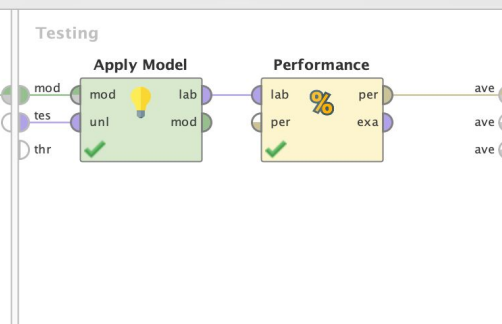 Testing
Apply Model Performance
mod mod lab lab per ave
tes unl mod per exa ave
thr ave